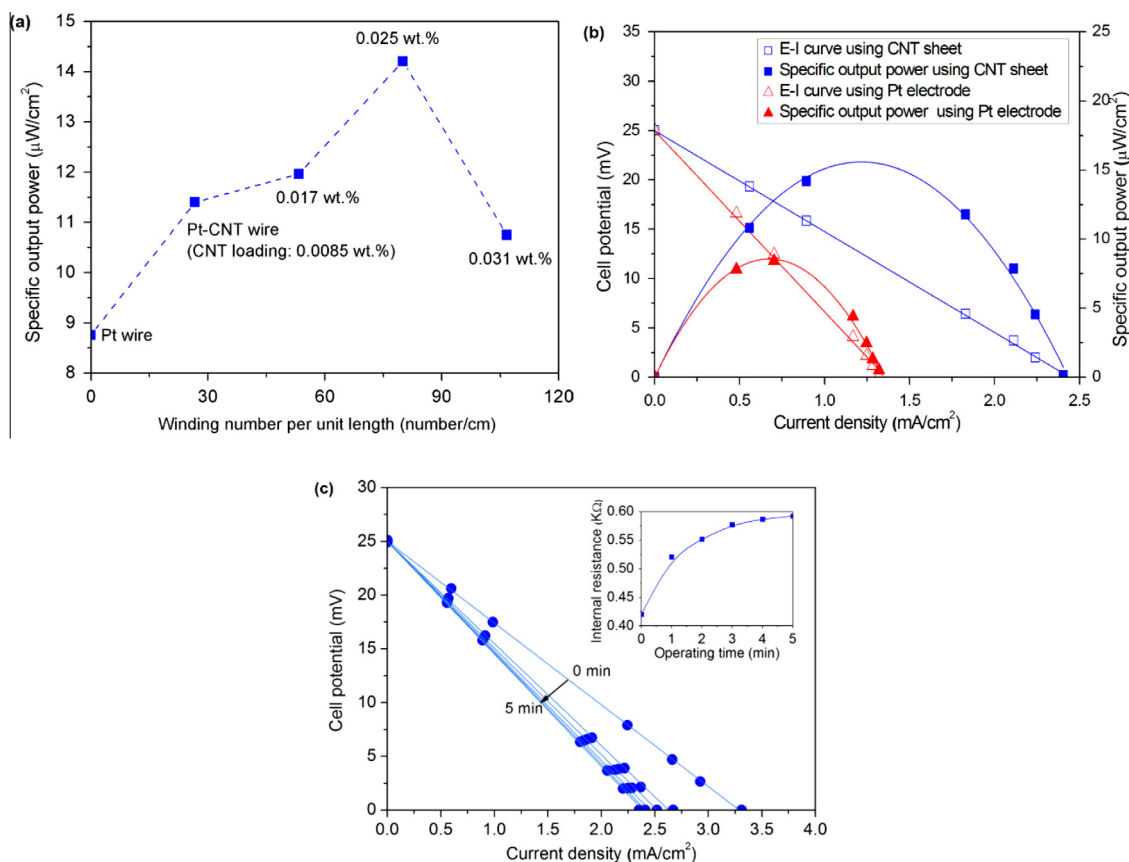 (a)
15
14
13
12
11
10
9
8
Specific output power (μW/cm²)
0.025 wt.%
0.017 wt.%
Pt-CNT wire
(CNT loading: 0.0085 wt.%)
0.031 wt.%
Pt wire
0
30
60
90
120
Winding number per unit length (number/cm)
(b)
E-I curve using CNT sheet
Specific output power using CNT sheet
E-I curve using Pt electrode
Specific output power using Pt electrode
35
30
25
20
15
10
5
0
Cell potential (mV)
25
20
15
10
5
0
Specific output power (μW/cm²)
0.0
0.5
1.0
1.5
2.0
2.5
Current density (mA/cm²)
(c)
30
25
20
15
10
5
0
Cell potential (mV)
0 min
5 min
0.60
0.55
0.50
0.45
0.40
Internal resistance (KΩ)
0
1
2
3
4
5
Operating time (min)
0.0
0.5
1.0
1.5
2.0
2.5
3.0
3.5
4.0
Current density (mA/cm²)